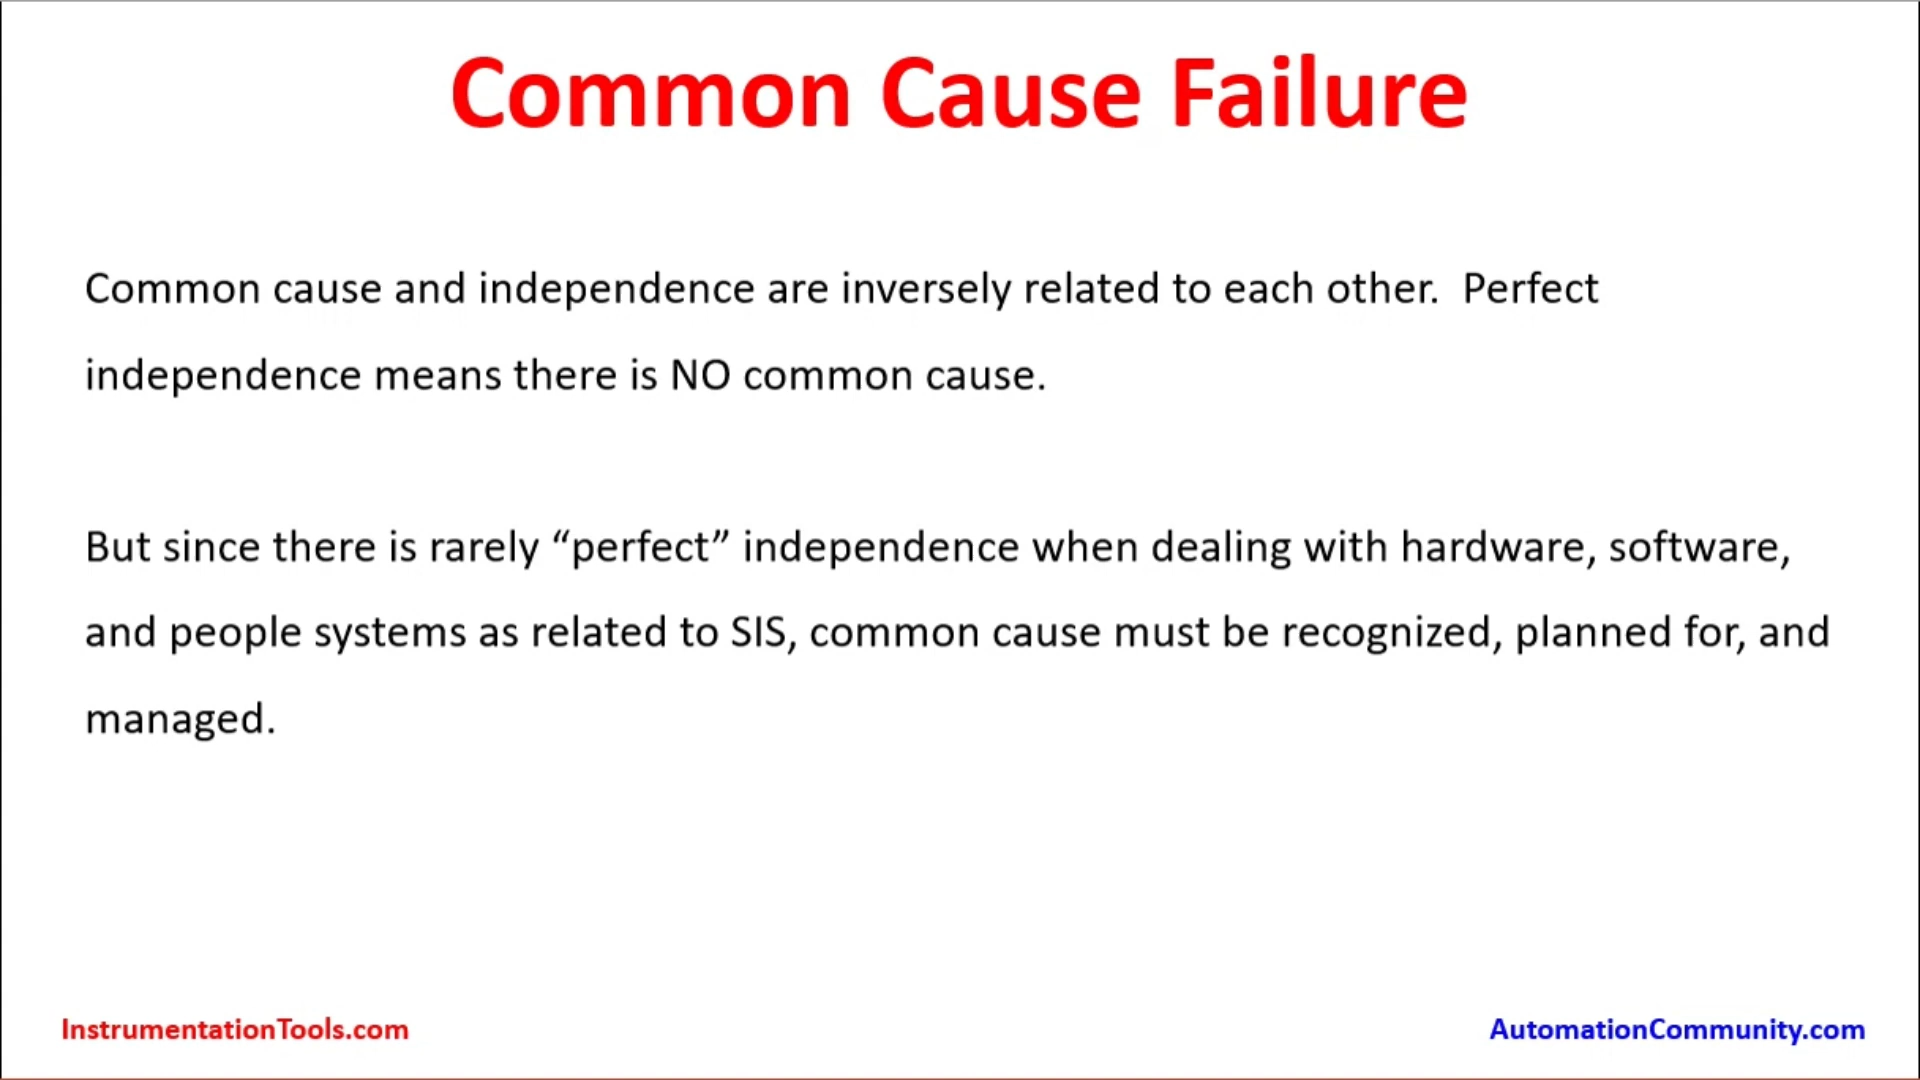 Common Cause Failure
Common cause and independence are inversely related to each other.  Perfect
independence means there is NO common cause.
But since there is rarely “perfect” independence when dealing with hardware, software,
and people systems as related to SIS, common cause must be recognized, planned for, and
managed.
InstrumentationTools.com
AutomationCommunity.com